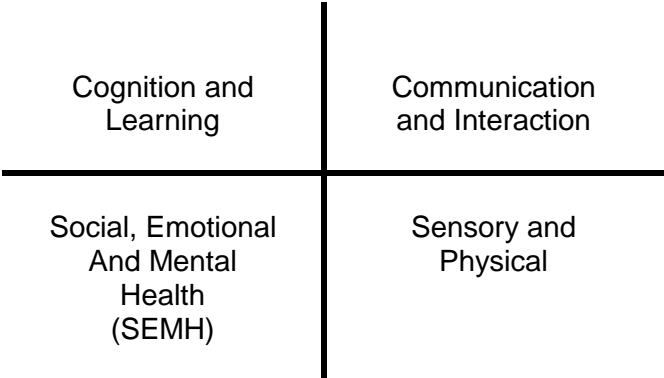 Cognition and
Learning
Communication
and Interaction
Social, Emotional
And Mental
Health
(SEMH)
Sensory and
Physical